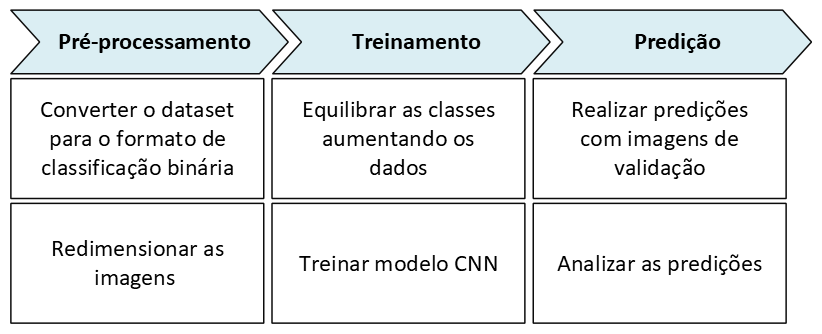 Pré-processamento
Treinamento
Predição
Converter o dataset
para o formato de
classificação binária
Equilibrar as classes
aumentando os
dados
Realizar predições
com imagens de
validação
Redimensionar as
imagens
Treinar modelo CNN
Analizar as predições